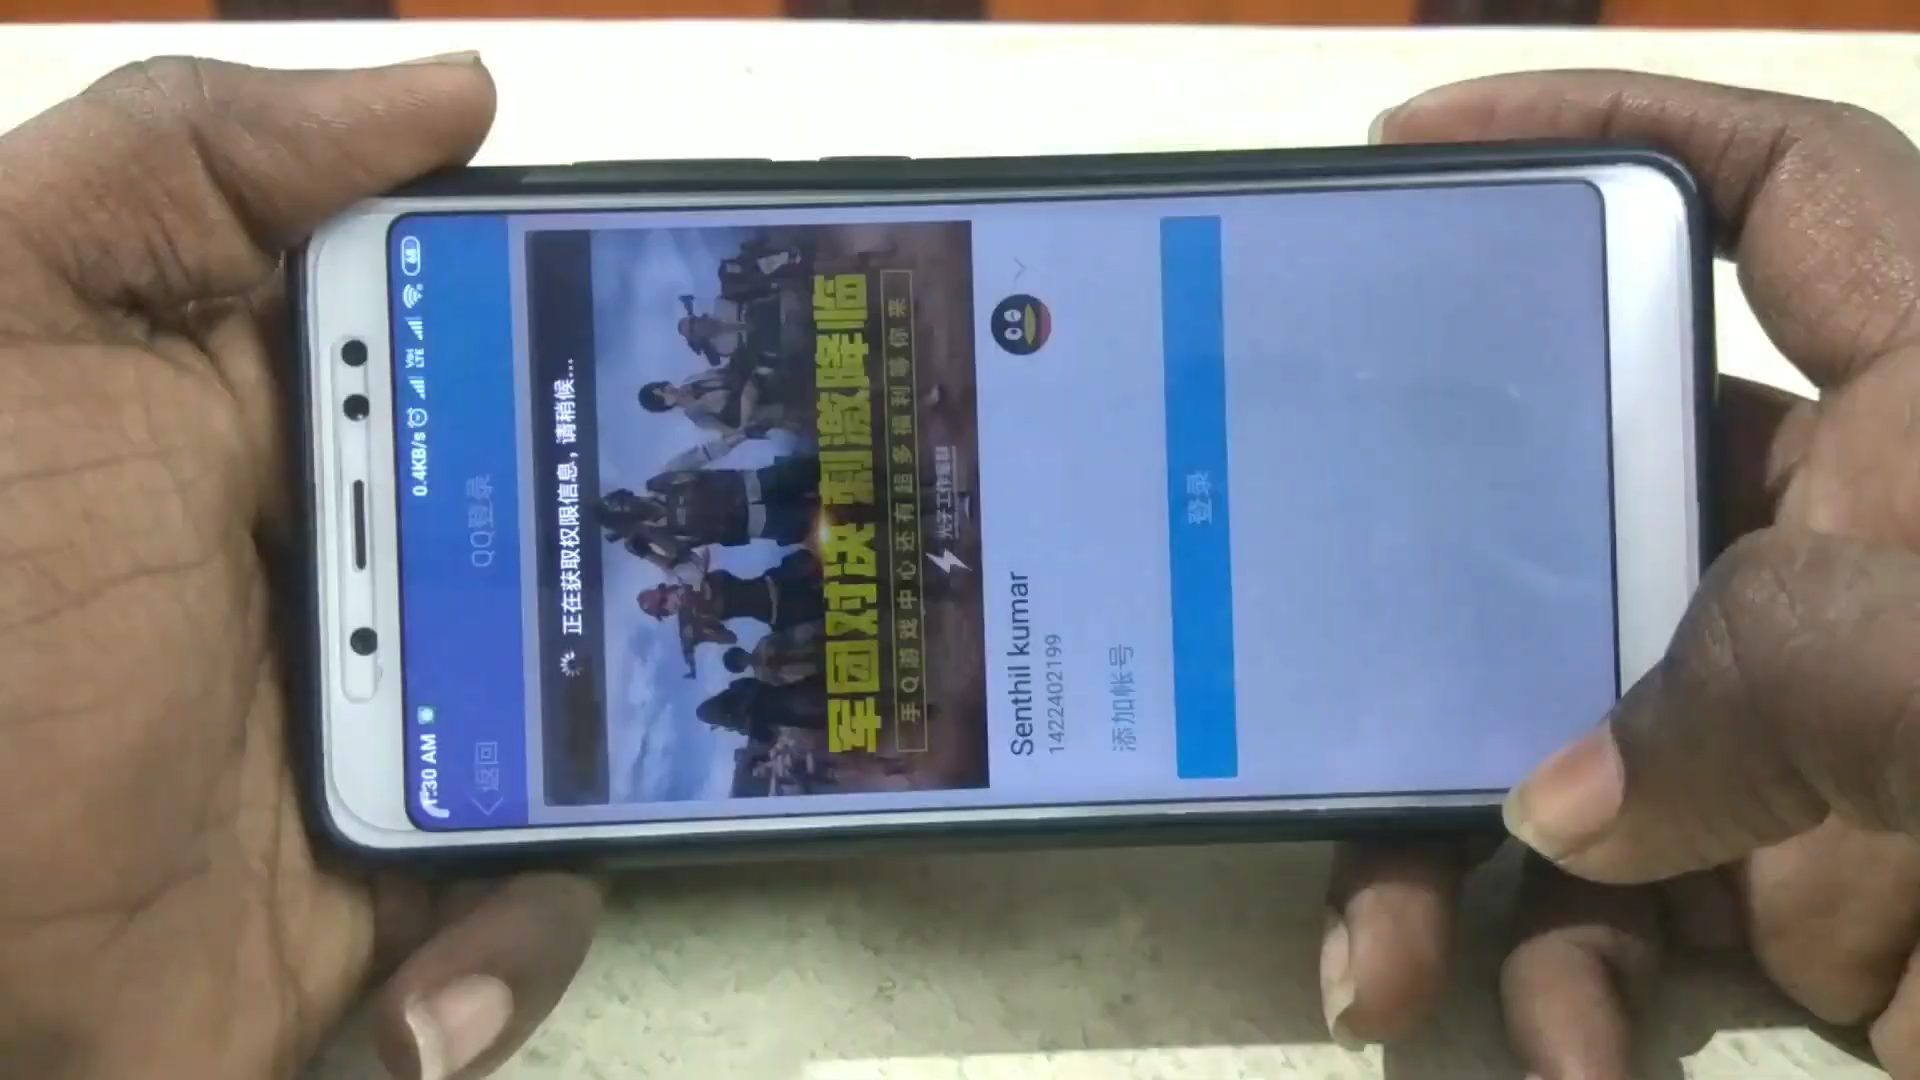 1:30 AM
0.4KB/s
VoLTE
68
返回
QQ登录
正在获取权限信息，请稍候...
军团对决 刺激降临
手Q游戏中心还有超多福利等你来
光子工作室群
Senthil kumar
1422402199
添加帐号
登录